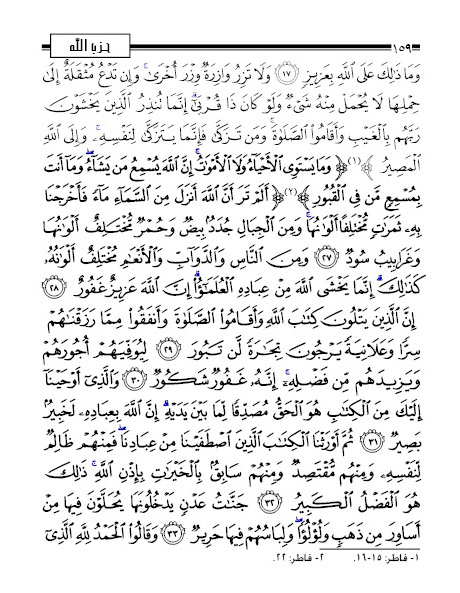 ١٥٩ حزب الله
وَمَا ذَٰلِكَ عَلَى ٱللَّهِ بِعَزِيزٍ ١٧ وَلَا تَزِرُ وَازِرَةٌ وِزْرَ أُخْرَىٰ ۚ وَإِن تَدْعُ مُثْقَلَةٌ إِلَىٰ
حِمْلِهَا لَا يُحْمَلْ مِنْهُ شَىْءٌ وَلَوْ كَانَ ذَا قُرْبَىٰٓ ۗ إِنَّمَا تُنذِرُ ٱلَّذِينَ يَخْشَوْنَ
رَبَّهُم بِٱلْغَيْبِ وَأَقَامُوا۟ ٱلصَّلَوٰةَ ۚ وَمَن تَزَكَّىٰ فَإِنَّمَا يَتَزَكَّىٰ لِنَفْسِهِۦ ۚ وَإِلَى ٱللَّهِ
ٱلْمَصِيرُ ﴾(١) ﴿ وَمَا يَسْتَوِى ٱلْأَحْيَآءُ وَلَا ٱلْأَمْوَٰتُ ۚ إِنَّ ٱللَّهَ يُسْمِعُ مَن يَشَآءُ ۖ وَمَآ أَنتَ
بِمُسْمِعٍ مَّن فِى ٱلْقُبُورِ ﴾(٢) ﴿ أَلَمْ تَرَ أَنَّ ٱللَّهَ أَنزَلَ مِنَ ٱلسَّمَآءِ مَآءً فَأَخْرَجْنَا
بِهِۦ ثَمَرَٰتٍ مُّخْتَلِفًا أَلْوَٰنُهَا ۚ وَمِنَ ٱلْجِبَالِ جُدَدٌۢ بِيضٌ وَحُمْرٌ مُّخْتَلِفٌ أَلْوَٰنُهَا
وَغَرَابِيبُ سُودٌ ٢٧ وَمِنَ ٱلنَّاسِ وَٱلدَّوَآبِّ وَٱلْأَنْعَٰمِ مُخْتَلِفٌ أَلْوَٰنُهُۥ
كَذَٰلِكَ ۗ إِنَّمَا يَخْشَى ٱللَّهَ مِنْ عِبَادِهِ ٱلْعُلَمَٰٓؤُا۟ ۗ إِنَّ ٱللَّهَ عَزِيزٌ غَفُورٌ ٢٨
إِنَّ ٱلَّذِينَ يَتْلُونَ كِتَٰبَ ٱللَّهِ وَأَقَامُوا۟ ٱلصَّلَوٰةَ وَأَنفَقُوا۟ مِمَّا رَزَقْنَٰهُمْ
سِرًّا وَعَلَانِيَةً يَرْجُونَ تِجَٰرَةً لَّن تَبُورَ ٢٩ لِيُوَفِّيَهُمْ أُجُورَهُمْ
وَيَزِيدَهُم مِّن فَضْلِهِۦٓ ۚ إِنَّهُۥ غَفُورٌ شَكُورٌ ٣٠ وَٱلَّذِىٓ أَوْحَيْنَآ
إِلَيْكَ مِنَ ٱلْكِتَٰبِ هُوَ ٱلْحَقُّ مُصَدِّقًا لِّمَا بَيْنَ يَدَيْهِ ۗ إِنَّ ٱللَّهَ بِعِبَادِهِۦ لَخَبِيرٌۢ
بَصِيرٌ ٣١ ثُمَّ أَوْرَثْنَا ٱلْكِتَٰبَ ٱلَّذِينَ ٱصْطَفَيْنَا مِنْ عِبَادِنَا ۖ فَمِنْهُمْ ظَالِمٌ
لِّنَفْسِهِۦ وَمِنْهُم مُّقْتَصِدٌ وَمِنْهُمْ سَابِقٌۢ بِٱلْخَيْرَٰتِ بِإِذْنِ ٱللَّهِ ۚ ذَٰلِكَ
هُوَ ٱلْفَضْلُ ٱلْكَبِيرُ ٣٢ جَنَّٰتُ عَدْنٍ يَدْخُلُونَهَا يُحَلَّوْنَ فِيهَا مِنْ
أَسَاوِرَ مِن ذَهَبٍ وَلُؤْلُؤًا ۖ وَلِبَاسُهُمْ فِيهَا حَرِيرٌ ٣٣ وَقَالُوا۟ ٱلْحَمْدُ لِلَّهِ ٱلَّذِىٓ
١- فاطر: ١٥-١٦. ٢- فاطر: ٢٢.